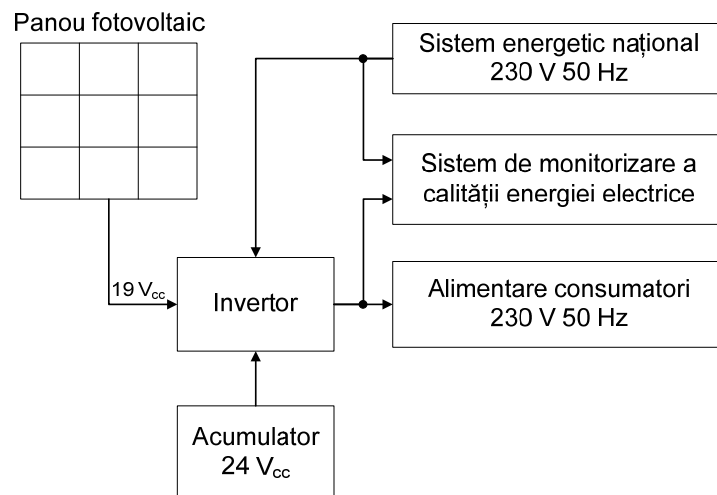 Panou fotovoltaic
Sistem energetic național
230 V 50 Hz
Sistem de monitorizare a
calității energiei electrice
19 Vcc
Invertor
Alimentare consumatori
230 V 50 Hz
Acumulator
24 Vcc